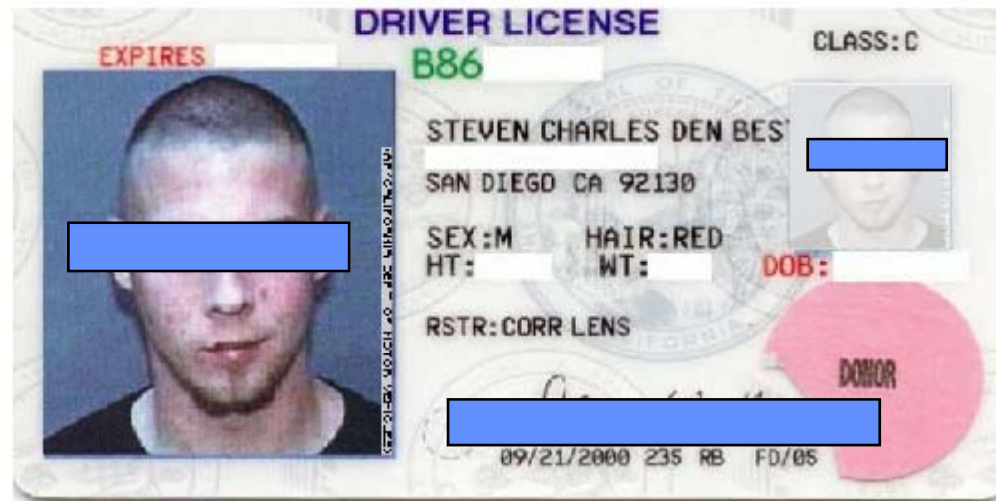 DRIVER LICENSE
EXPIRES
B86
CLASS:C
STEVEN CHARLES DEN BES
SAN DIEGO CA 92130
SEX:M HAIR:RED
HT: WT: DOB:
RSTR:CORR LENS
DONOR
09/21/2000 235 RB FD/05